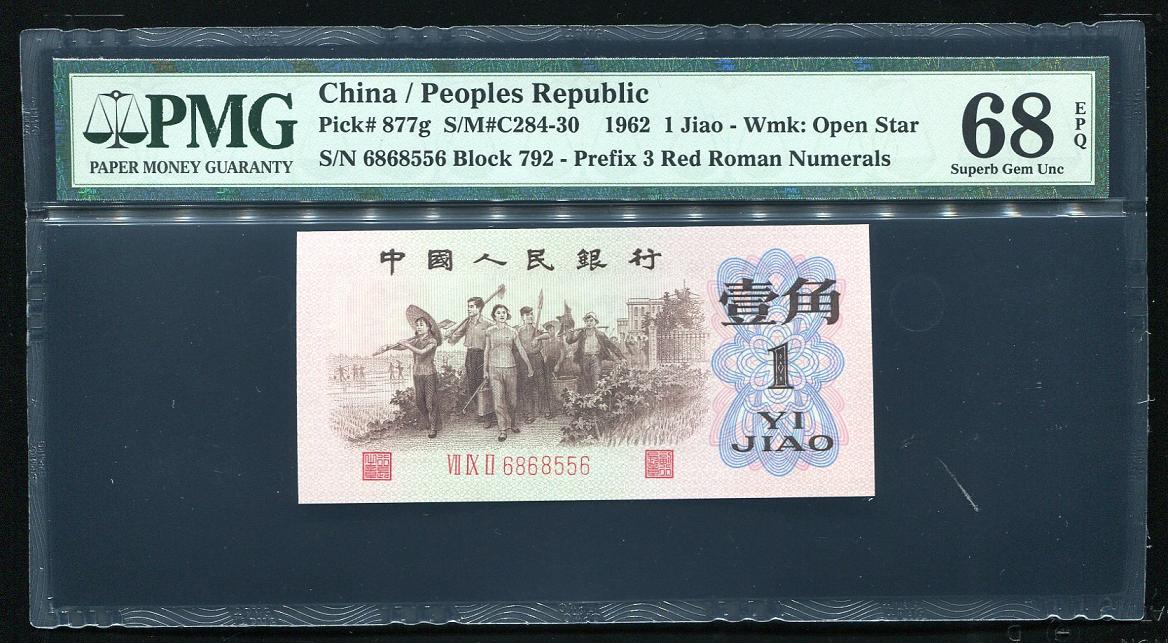 PMG
PAPER MONEY GUARANTY
China / Peoples Republic
Pick# 877g S/M#C284-30 1962 1 Jiao - Wmk: Open Star
S/N 6868556 Block 792 - Prefix 3 Red Roman Numerals
68
EPQ
Superb Gem Unc
中國人民銀行
壹角
1
YI
JIAO
VII IX II 6868556